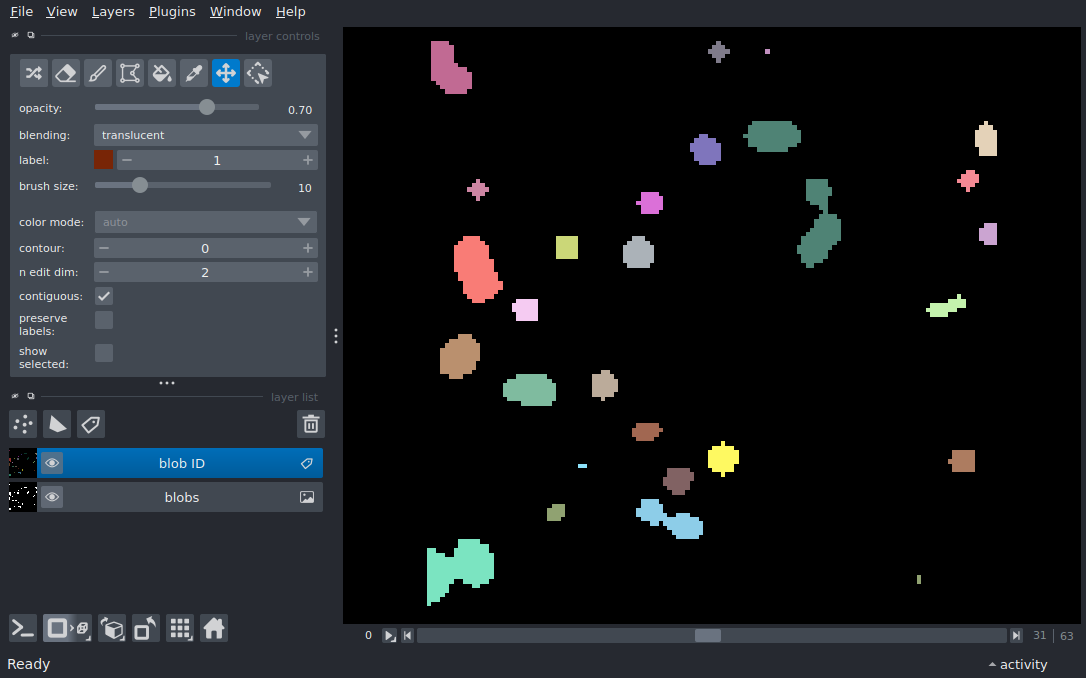 File View Layers Plugins Window Help
layer controls
opacity: 0.70
blending: translucent
label: 1
brush size: 10
color mode: auto
contour: 0
n edit dim: 2
contiguous:
preserve
labels:
show
selected:
layer list
blob ID
blobs
0 31 63
Ready activity